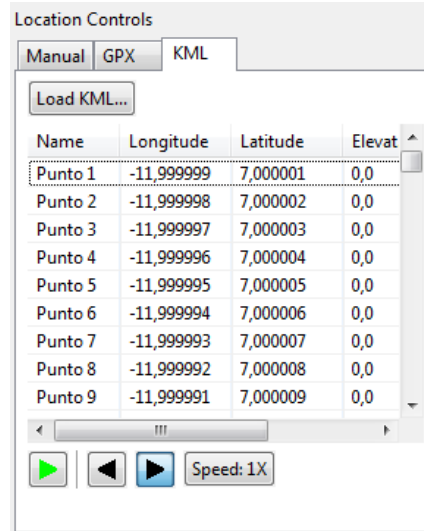 Location Controls
Manual GPX KML
Load KML...
Name Longitude Latitude Elevat
Punto 1 -11,999999 7,000001 0,0
Punto 2 -11,999998 7,000002 0,0
Punto 3 -11,999997 7,000003 0,0
Punto 4 -11,999996 7,000004 0,0
Punto 5 -11,999995 7,000005 0,0
Punto 6 -11,999994 7,000006 0,0
Punto 7 -11,999993 7,000007 0,0
Punto 8 -11,999992 7,000008 0,0
Punto 9 -11,999991 7,000009 0,0
Speed: 1X